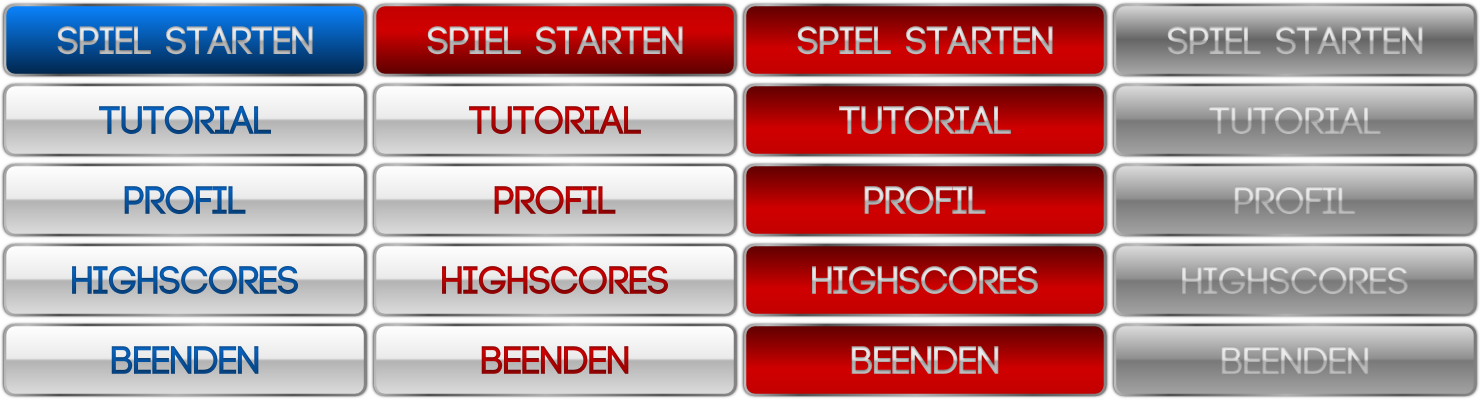 SPIEL STARTEN SPIEL STARTEN SPIEL STARTEN SPIEL STARTEN
TUTORIAL TUTORIAL TUTORIAL TUTORIAL
PROFIL PROFIL PROFIL PROFIL
HIGHSCORES HIGHSCORES HIGHSCORES HIGHSCORES
BEENDEN BEENDEN BEENDEN BEENDEN